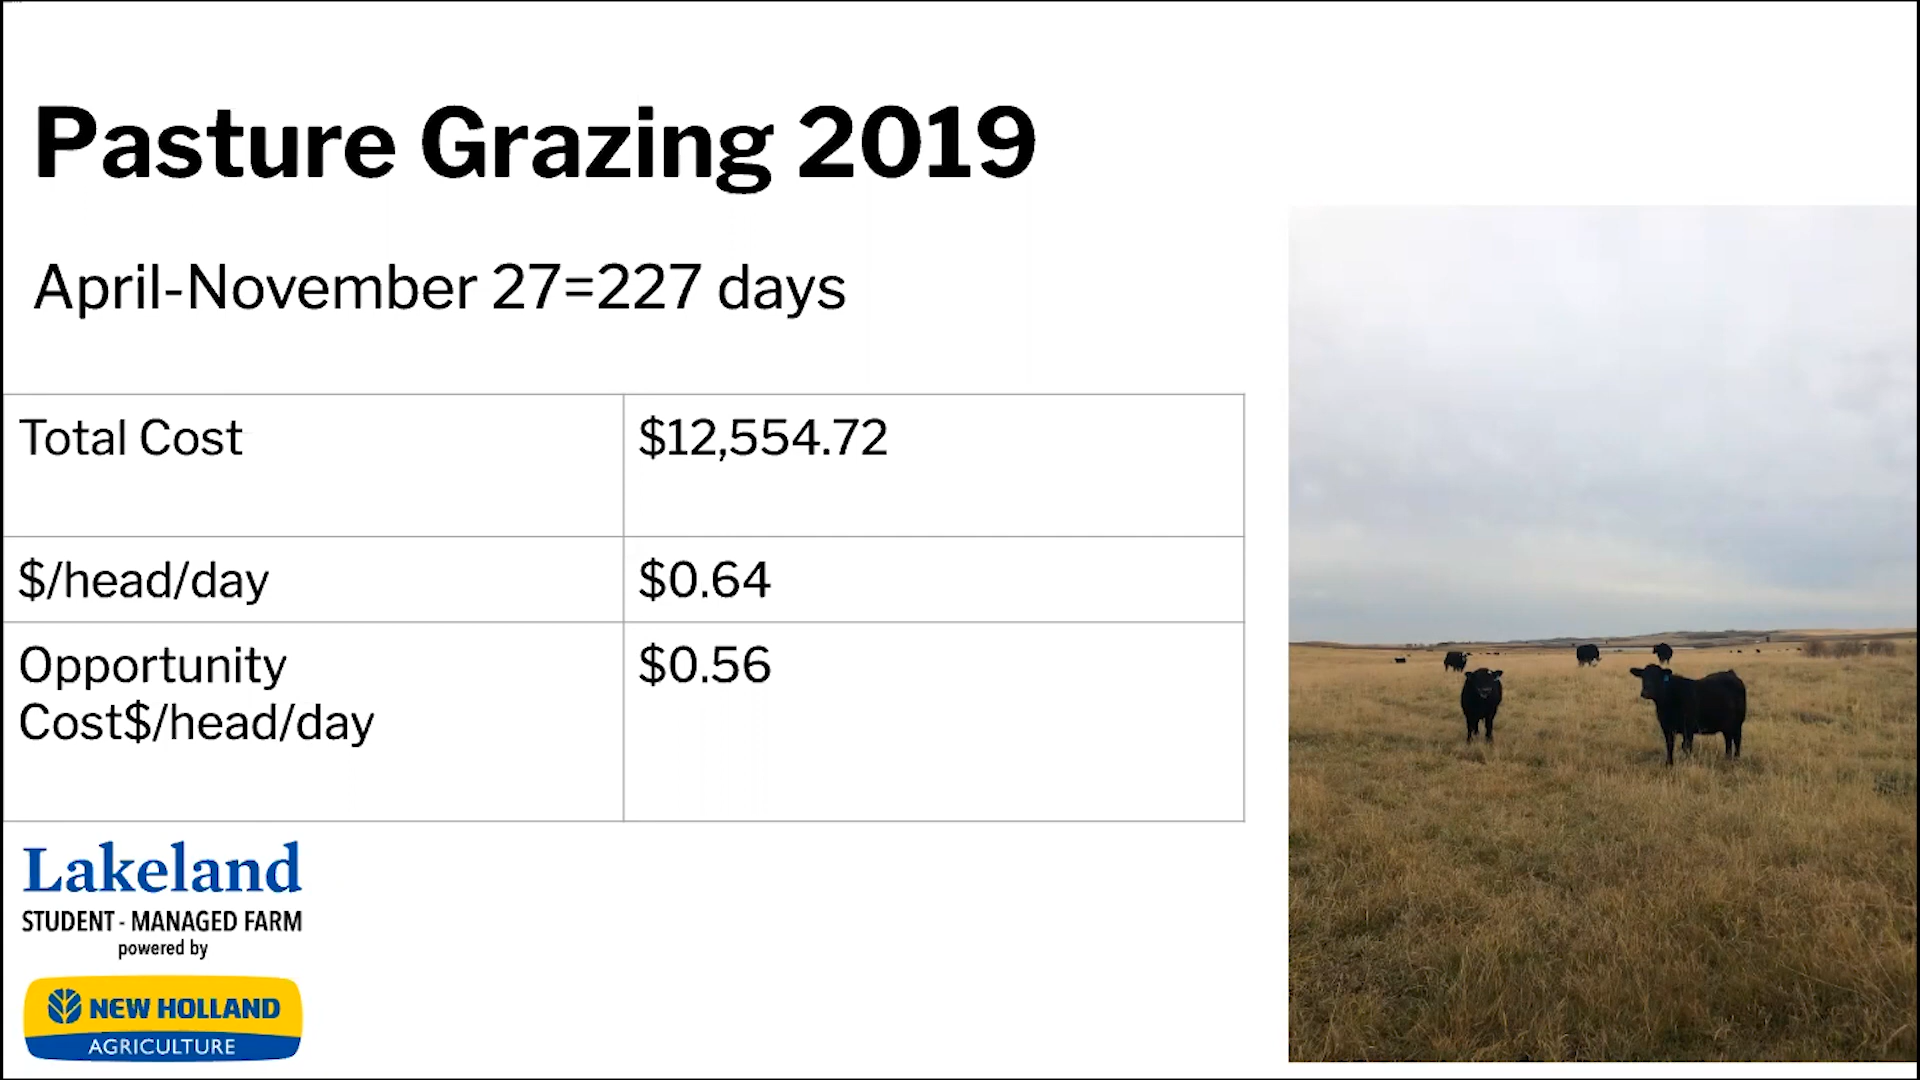 Pasture Grazing 2019
April-November 27=227 days
Total Cost
$12,554.72
$/head/day
$0.64
Opportunity
Cost$/head/day
$0.56
Lakeland
STUDENT - MANAGED FARM
powered by
NEW HOLLAND
AGRICULTURE